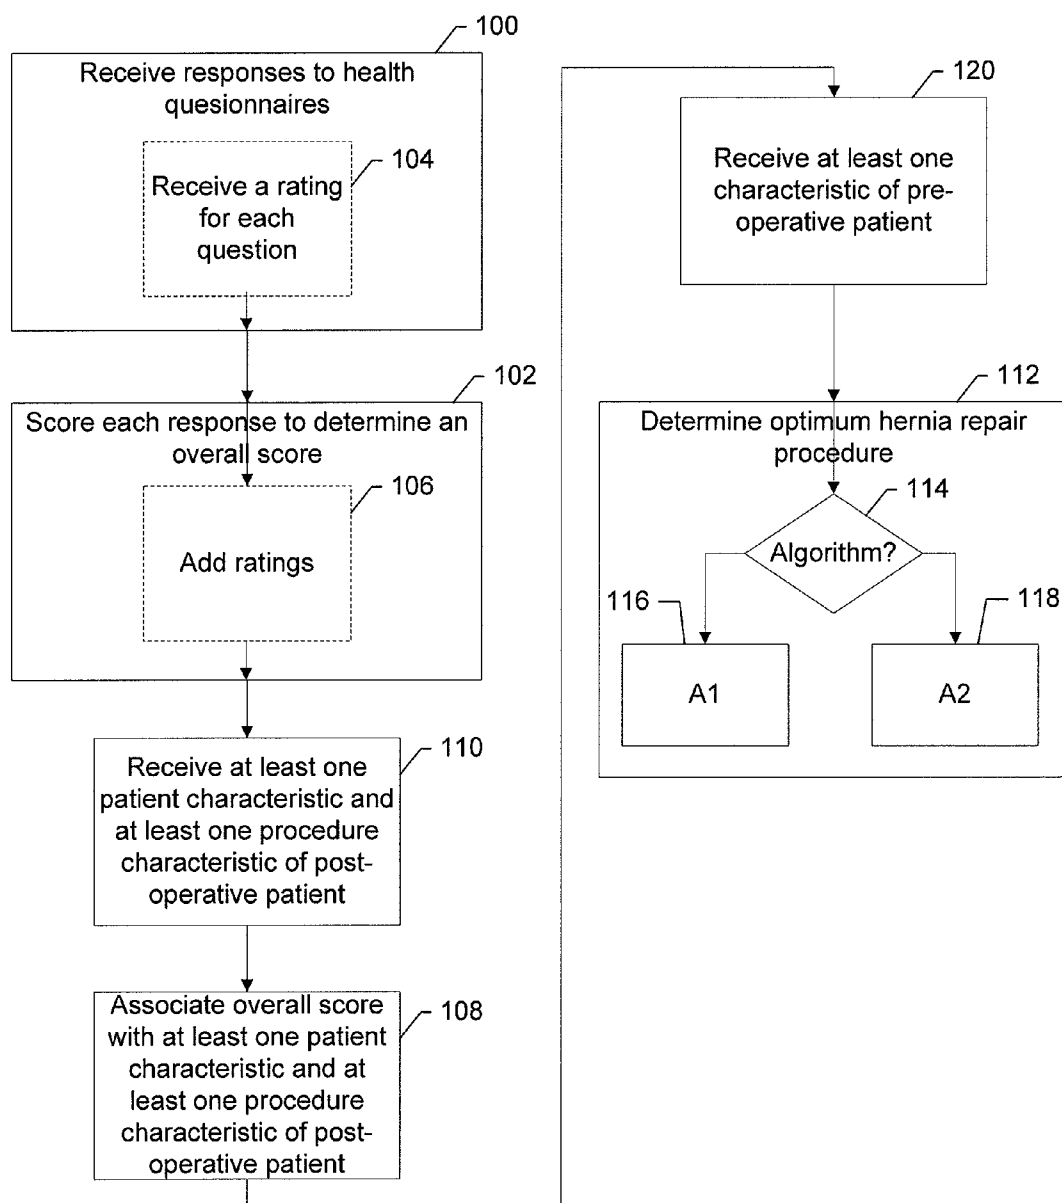 100
Receive responses to health
quesionnaires
104
Receive a rating
for each
question
102
Score each response to determine an
overall score
106
Add ratings
110
Receive at least one
patient characteristic and
at least one procedure
characteristic of post-
operative patient
108
Associate overall score
with at least one patient
characteristic and at
least one procedure
characteristic of post-
operative patient
120
Receive at least one
characteristic of pre-
operative patient
112
Determine optimum hernia repair
procedure
114
Algorithm?
116
A1
118
A2